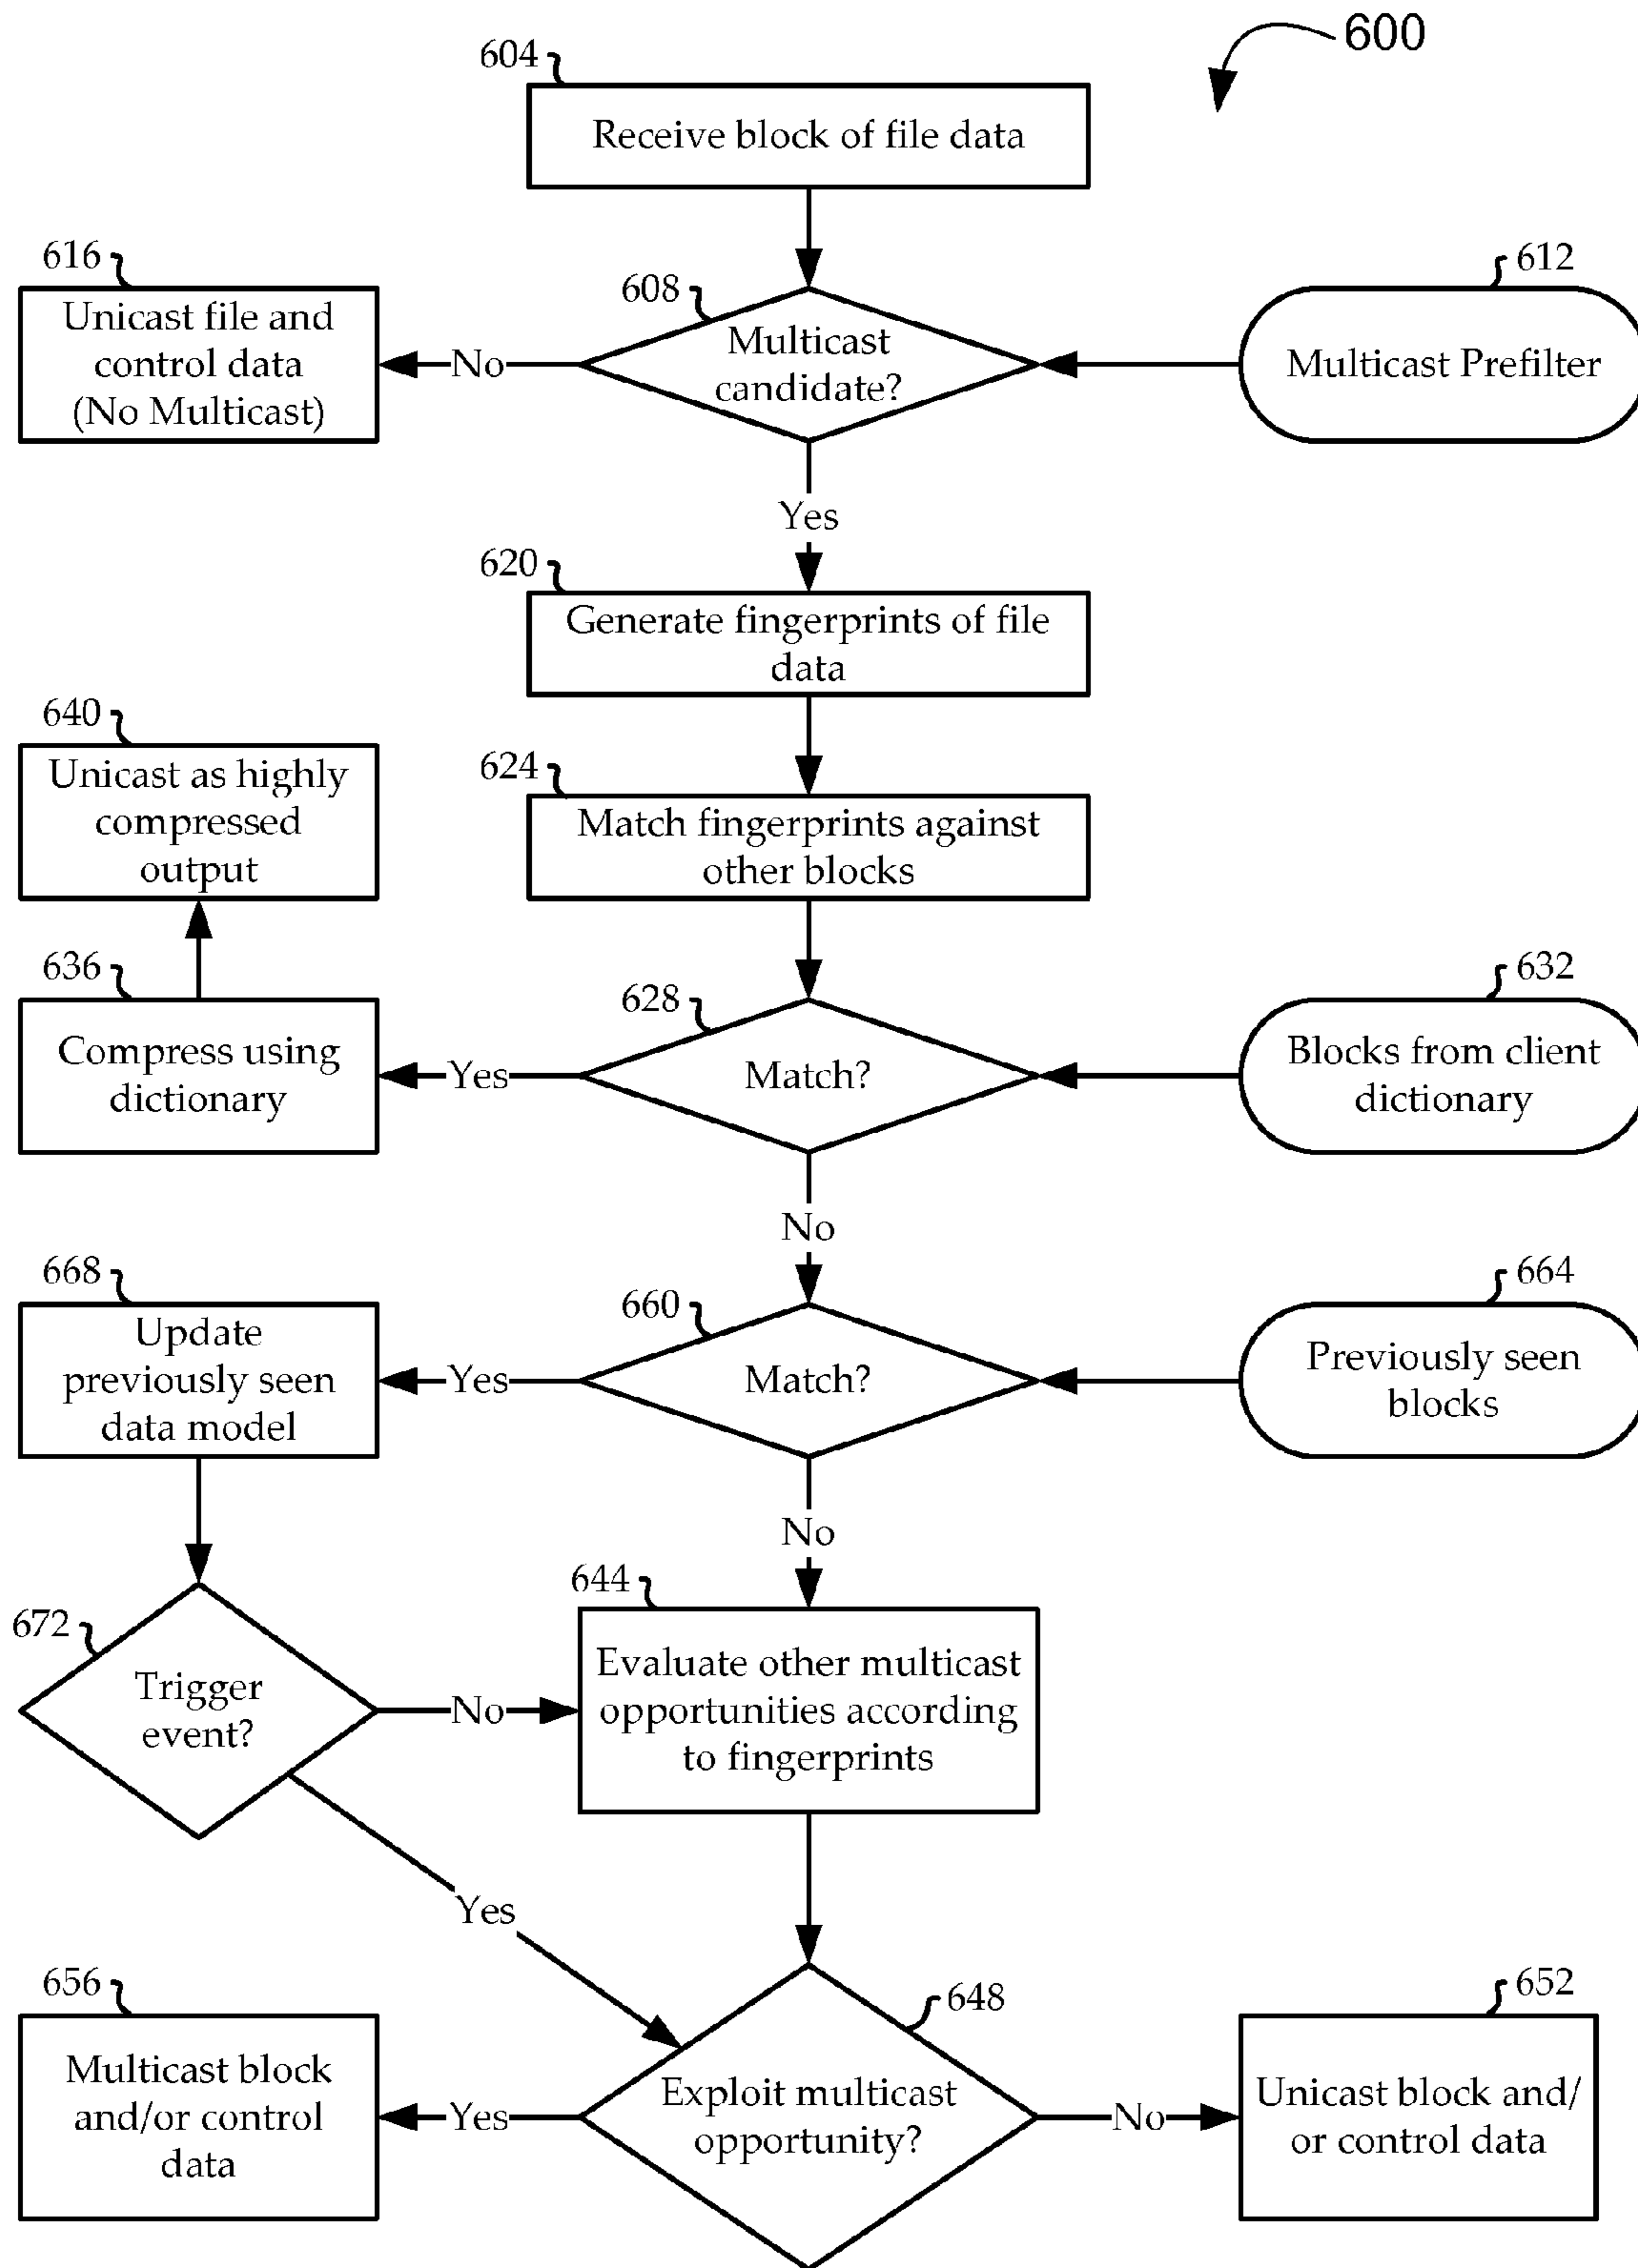 600
604
Receive block of file data
616
Unicast file and
control data
(No Multicast)
No
608
Multicast
candidate?
612
Multicast Prefilter
Yes
620
Generate fingerprints of file
data
640
Unicast as highly
compressed
output
624
Match fingerprints against
other blocks
636
Compress using
dictionary
Yes
628
Match?
632
Blocks from client
dictionary
No
668
Update
previously seen
data model
Yes
660
Match?
664
Previously seen
blocks
No
672
Trigger
event?
No
644
Evaluate other multicast
opportunities according
to fingerprints
Yes
656
Multicast block
and/or control
data
Yes
648
Exploit multicast
opportunity?
No
652
Unicast block and/
or control data